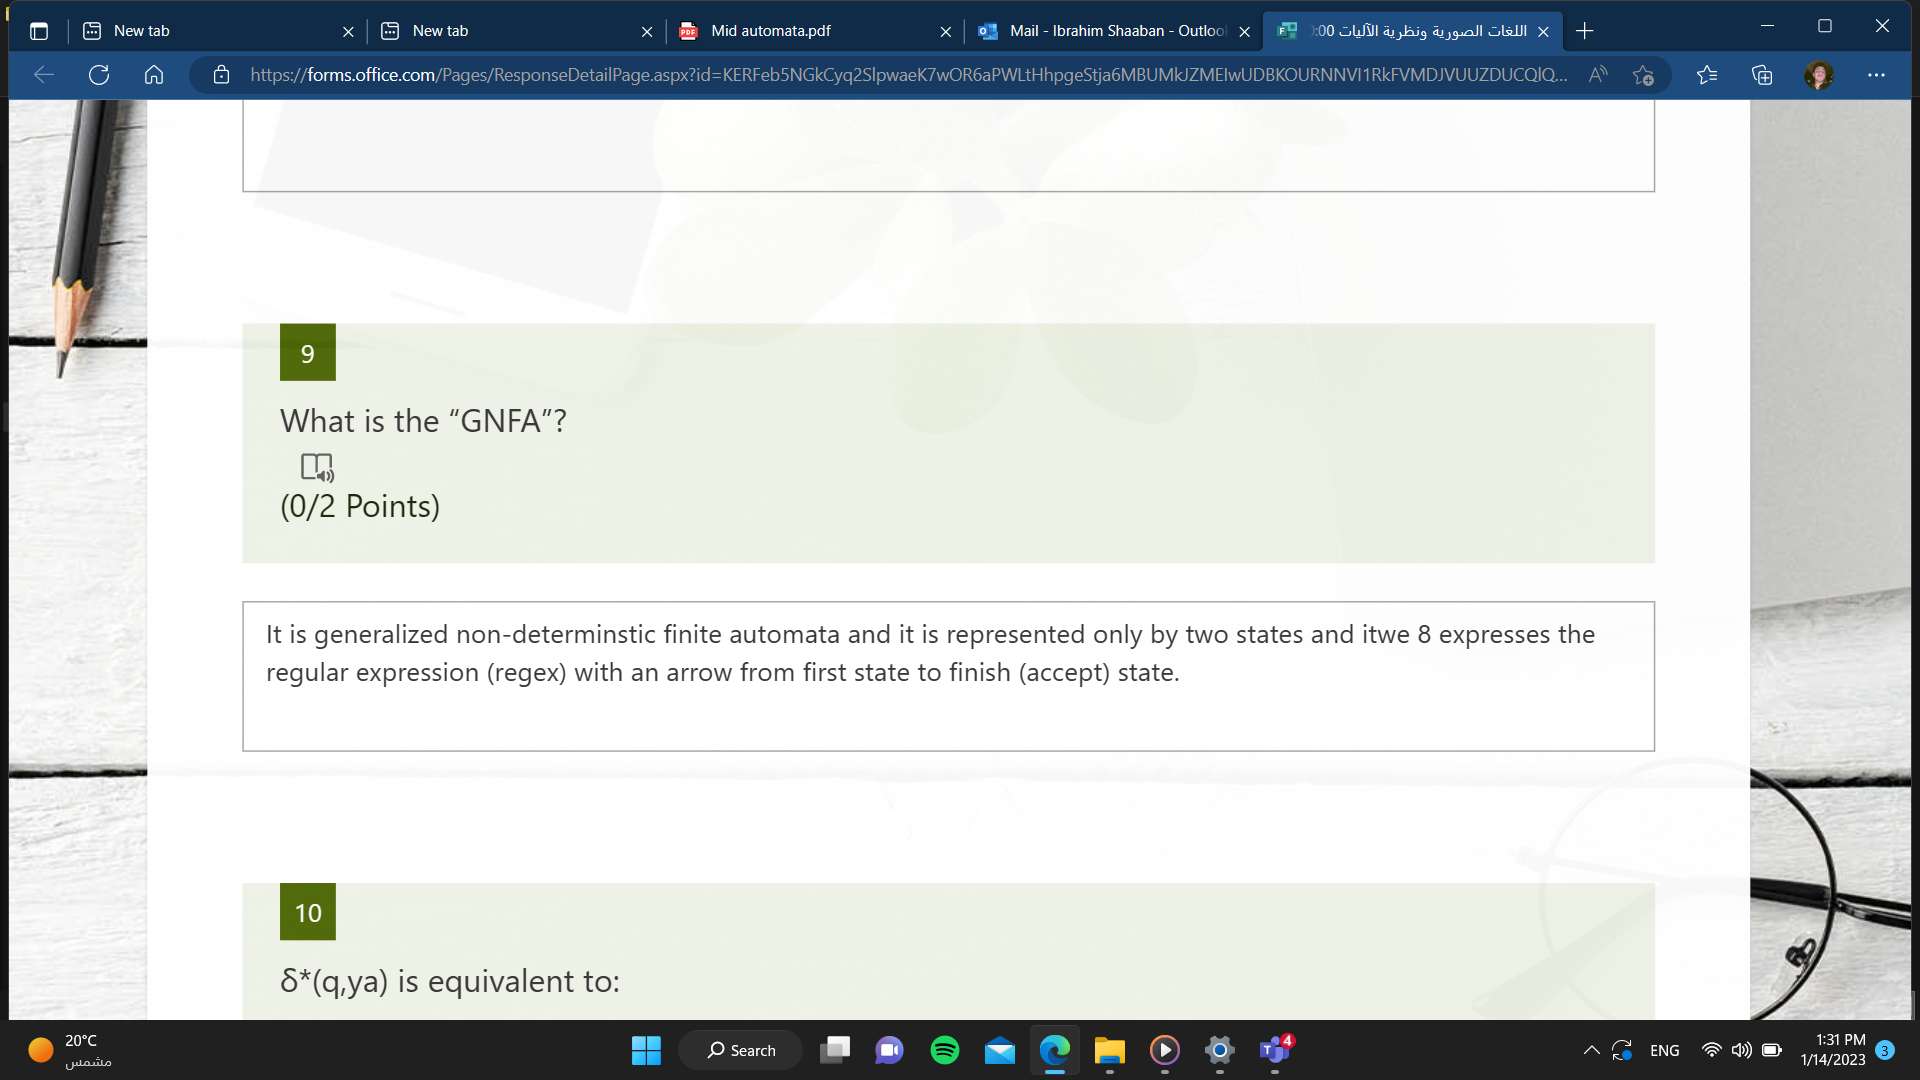 New tab
New tab
Mid automata.pdf
Mail - Ibrahim Shaaban - Outloo
اللغات الصورية ونظرية الآليات 0:00
https://forms.office.com/Pages/ResponseDetailPage.aspx?id=KERFeb5NGkCyq2SlpwaeK7wOR6aPWLtHhpgeStja6MBUMkJZMElwUDBKOURNNVI1RkFVMDJVUUZDUCQlQ...
9
What is the “GNFA”?
(0/2 Points)
It is generalized non-determinstic finite automata and it is represented only by two states and itwe 8 expresses the
regular expression (regex) with an arrow from first state to finish (accept) state.
10
δ*(q,ya) is equivalent to:
20°C
مشمس
Search
4
ENG
1:31 PM
1/14/2023
3